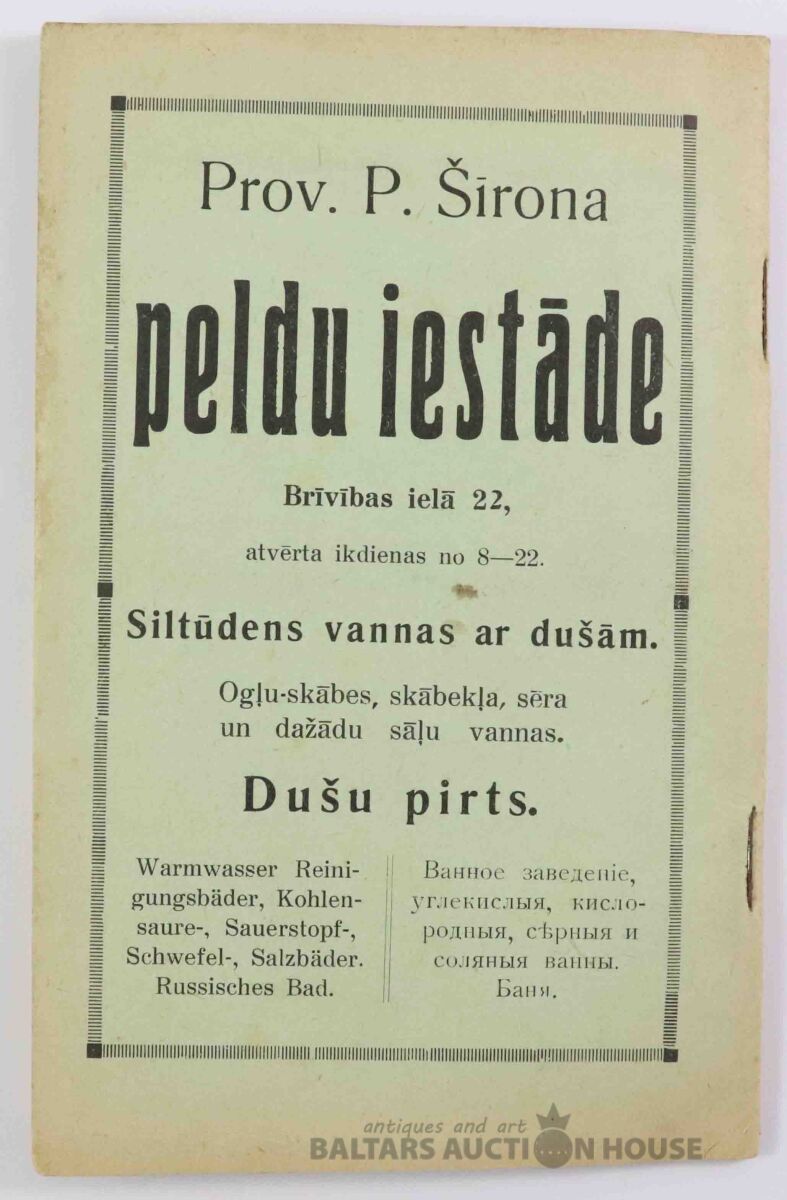 Prov. P. Šīrona
peldu iestāde
Brīvības ielā 22,
atvērta ikdienas no 8—22.
Siltūdens vannas ar dušām.
Ogļu-skābes, skābekļa, sēra
un dažādu sāļu vannas.
Dušu pirts.
Warmwasser Reini-
gungsbäder, Kohlen-
saure-, Sauerstopf-,
Schwefel-, Salzbäder.
Russisches Bad.
Ванное заведеніе,
углекислыя, кисло-
родныя, сѣрныя и
соляныя ванны.
Баня.
antiques and art
BALTARS AUCTION HOUSE